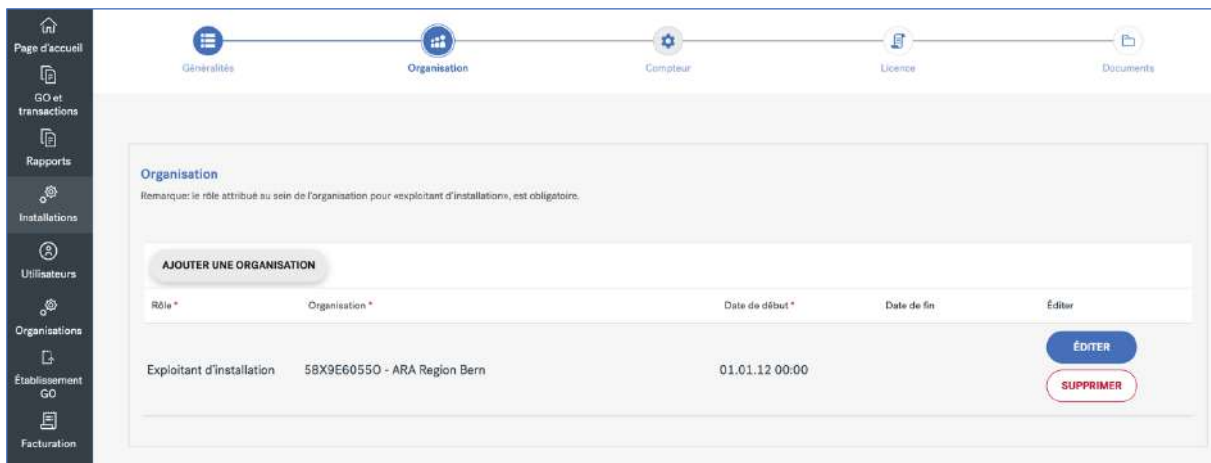 Page d'accueil
GO et
transactions
Rapports
Installations
Utilisateurs
Organisations
Établissement
GO
Facturation
Généralités
Organisation
Compteur
Licence
Documents
Organisation
Remarque: le rôle attribué au sein de l'organisation pour «exploitant d'installation», est obligatoire.
AJOUTER UNE ORGANISATION
Rôle * Organisation * Date de début * Date de fin Éditer
Exploitant d'installation 58X9E6055O - ARA Region Bern 01.01.12 00:00
ÉDITER
SUPPRIMER